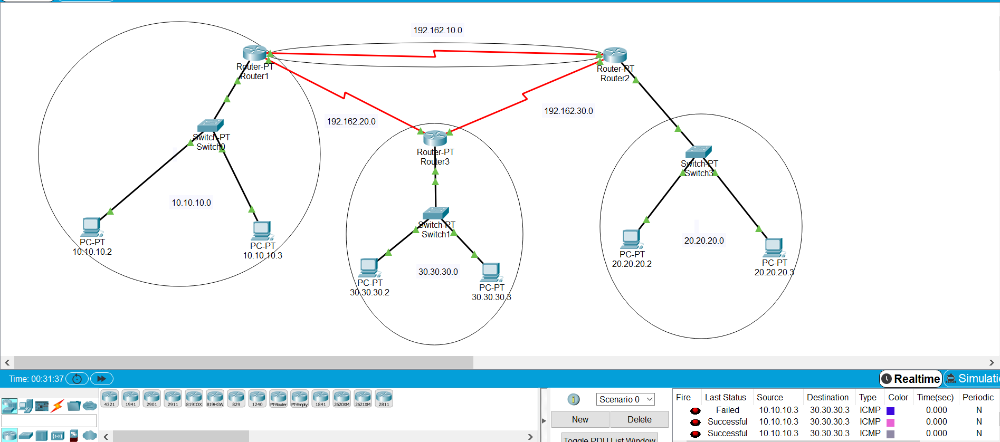 192.162.10.0
Router-PT
Router1
Router-PT
Router2
192.162.20.0
192.162.30.0
Switch-PT
Switch0
Router-PT
Router3
Switch-PT
Switch3
10.10.10.0
PC-PT
10.10.10.2
PC-PT
10.10.10.3
Switch-PT
Switch1
30.30.30.0
PC-PT
30.30.30.2
PC-PT
30.30.30.3
20.20.20.0
PC-PT
20.20.20.2
PC-PT
20.20.20.3
Time: 00:31:37
Realtime
Simulati
4321 1941 2901 2911 819IOX 819HGW 829 1240 PT-Router PT-Empty 1841 2620XM 2621XM 2811
Scenario 0
New Delete
Toggle PDU List Window
Fire Last Status Source Destination Type Color Time(sec) Periodic
Failed 10.10.10.3 30.30.30.3 ICMP 0.000 N
Successful 10.10.10.3 30.30.30.3 ICMP 0.000 N
Successful 10.10.10.3 30.30.30.3 ICMP 0.000 N